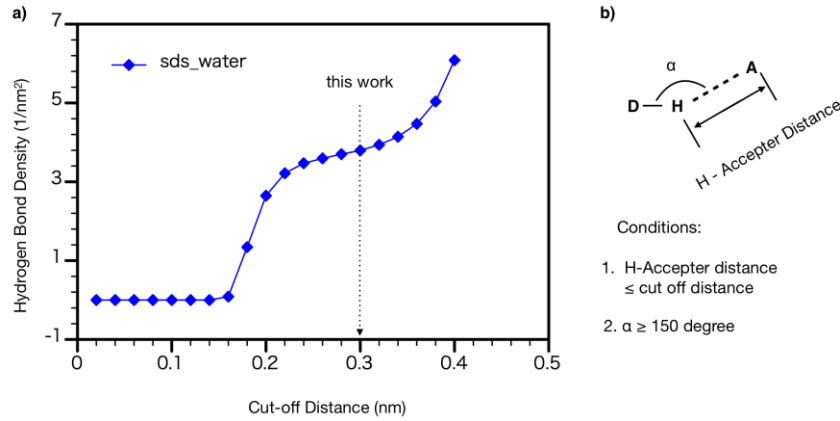 a)
7
5
3
1
-1
Hydrogen Bond Density (1/nm²)
sds_water
this work
0
0.1
0.2
0.3
0.4
0.5
Cut-off Distance (nm)
b)
α
D
H
A
H - Accepter Distance
Conditions:
1. H-Accepter distance
≤ cut off distance
2. α ≥ 150 degree